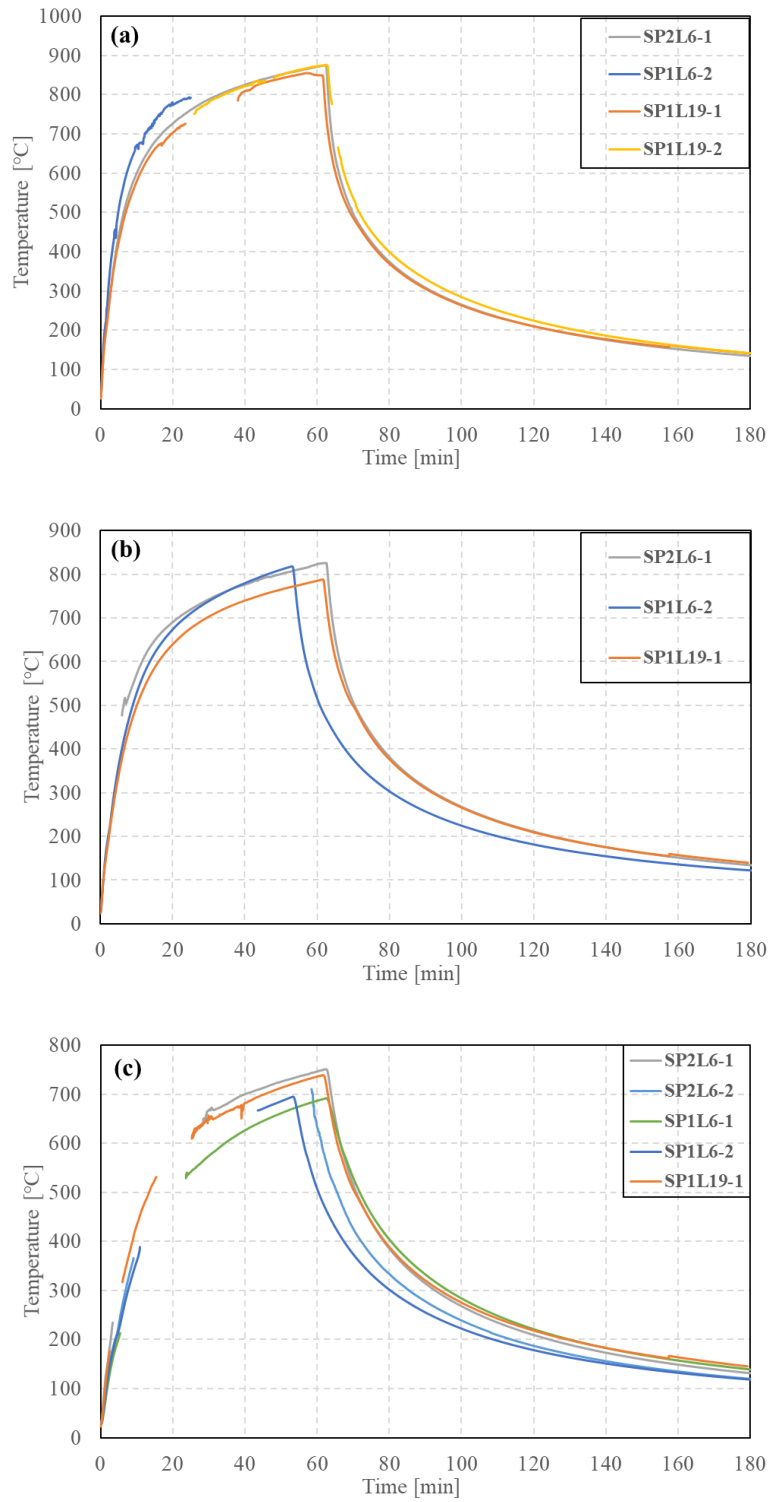 1000
(a)
900
800
700
600
500
400
300
200
100
0
Temperature [°C]
SP2L6-1
SP1L6-2
SP1L19-1
SP1L19-2
0 20 40 60 80 100 120 140 160 180
Time [min]
900
(b)
800
700
600
500
400
300
200
100
0
Temperature [°C]
SP2L6-1
SP1L6-2
SP1L19-1
0 20 40 60 80 100 120 140 160 180
Time [min]
800
(c)
700
600
500
400
300
200
100
0
Temperature [°C]
SP2L6-1
SP2L6-2
SP1L6-1
SP1L6-2
SP1L19-1
0 20 40 60 80 100 120 140 160 180
Time [min]